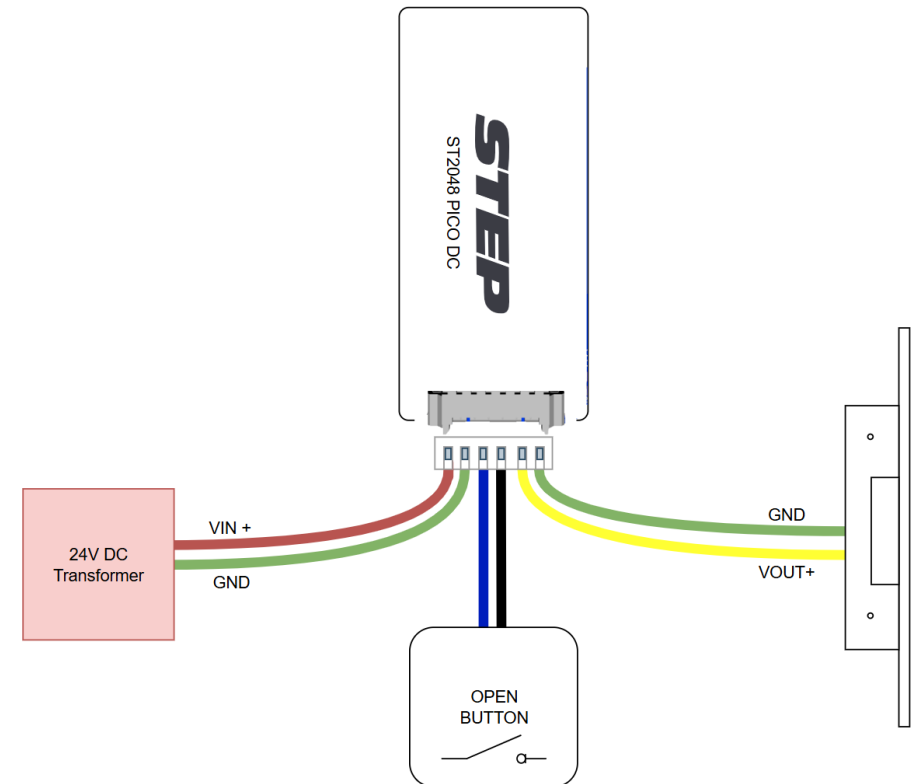 STEP
ST2048 PICO DC
VIN +
GND
24V DC
Transformer
GND
VOUT+
OPEN
BUTTON